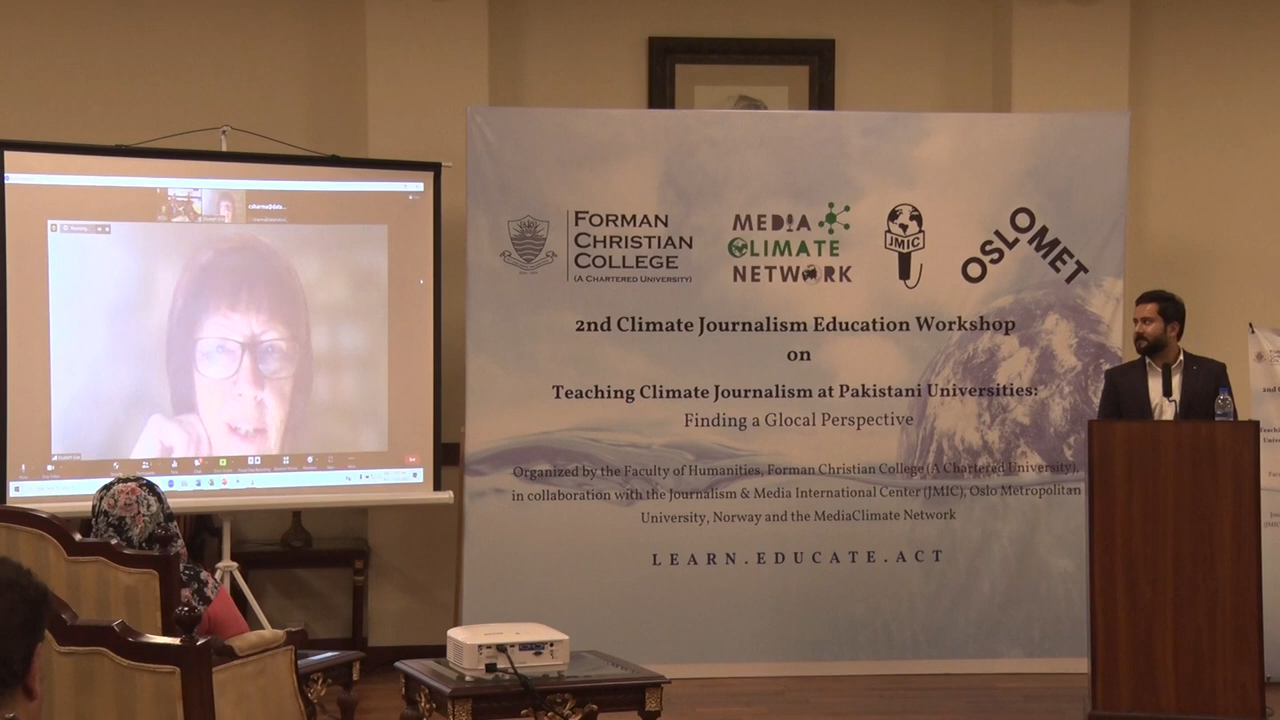 csharma@dato...
FORMAN
CHRISTIAN
COLLEGE
(A CHARTERED UNIVERSITY)
MEDIA
CLIMATE
NETWORK
JMIC
OSLOMET
2nd Climate Journalism Education Workshop
on
Teaching Climate Journalism at Pakistani Universities:
Finding a Glocal Perspective
Organized by the Faculty of Humanities, Forman Christian College (A Chartered University),
in collaboration with the Journalism & Media International Center (JMIC), Oslo Metropolitan
University, Norway and the MediaClimate Network
LEARN.EDUCATE.ACT